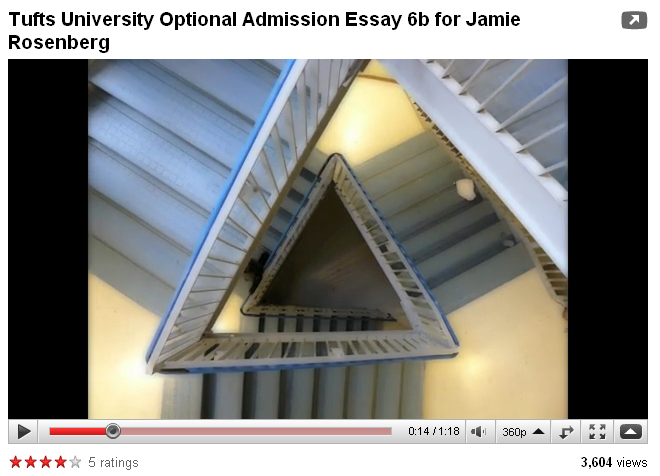 Tufts University Optional Admission Essay 6b for Jamie
Rosenberg
0:14 / 1:18
360p
5 ratings
3,604 views